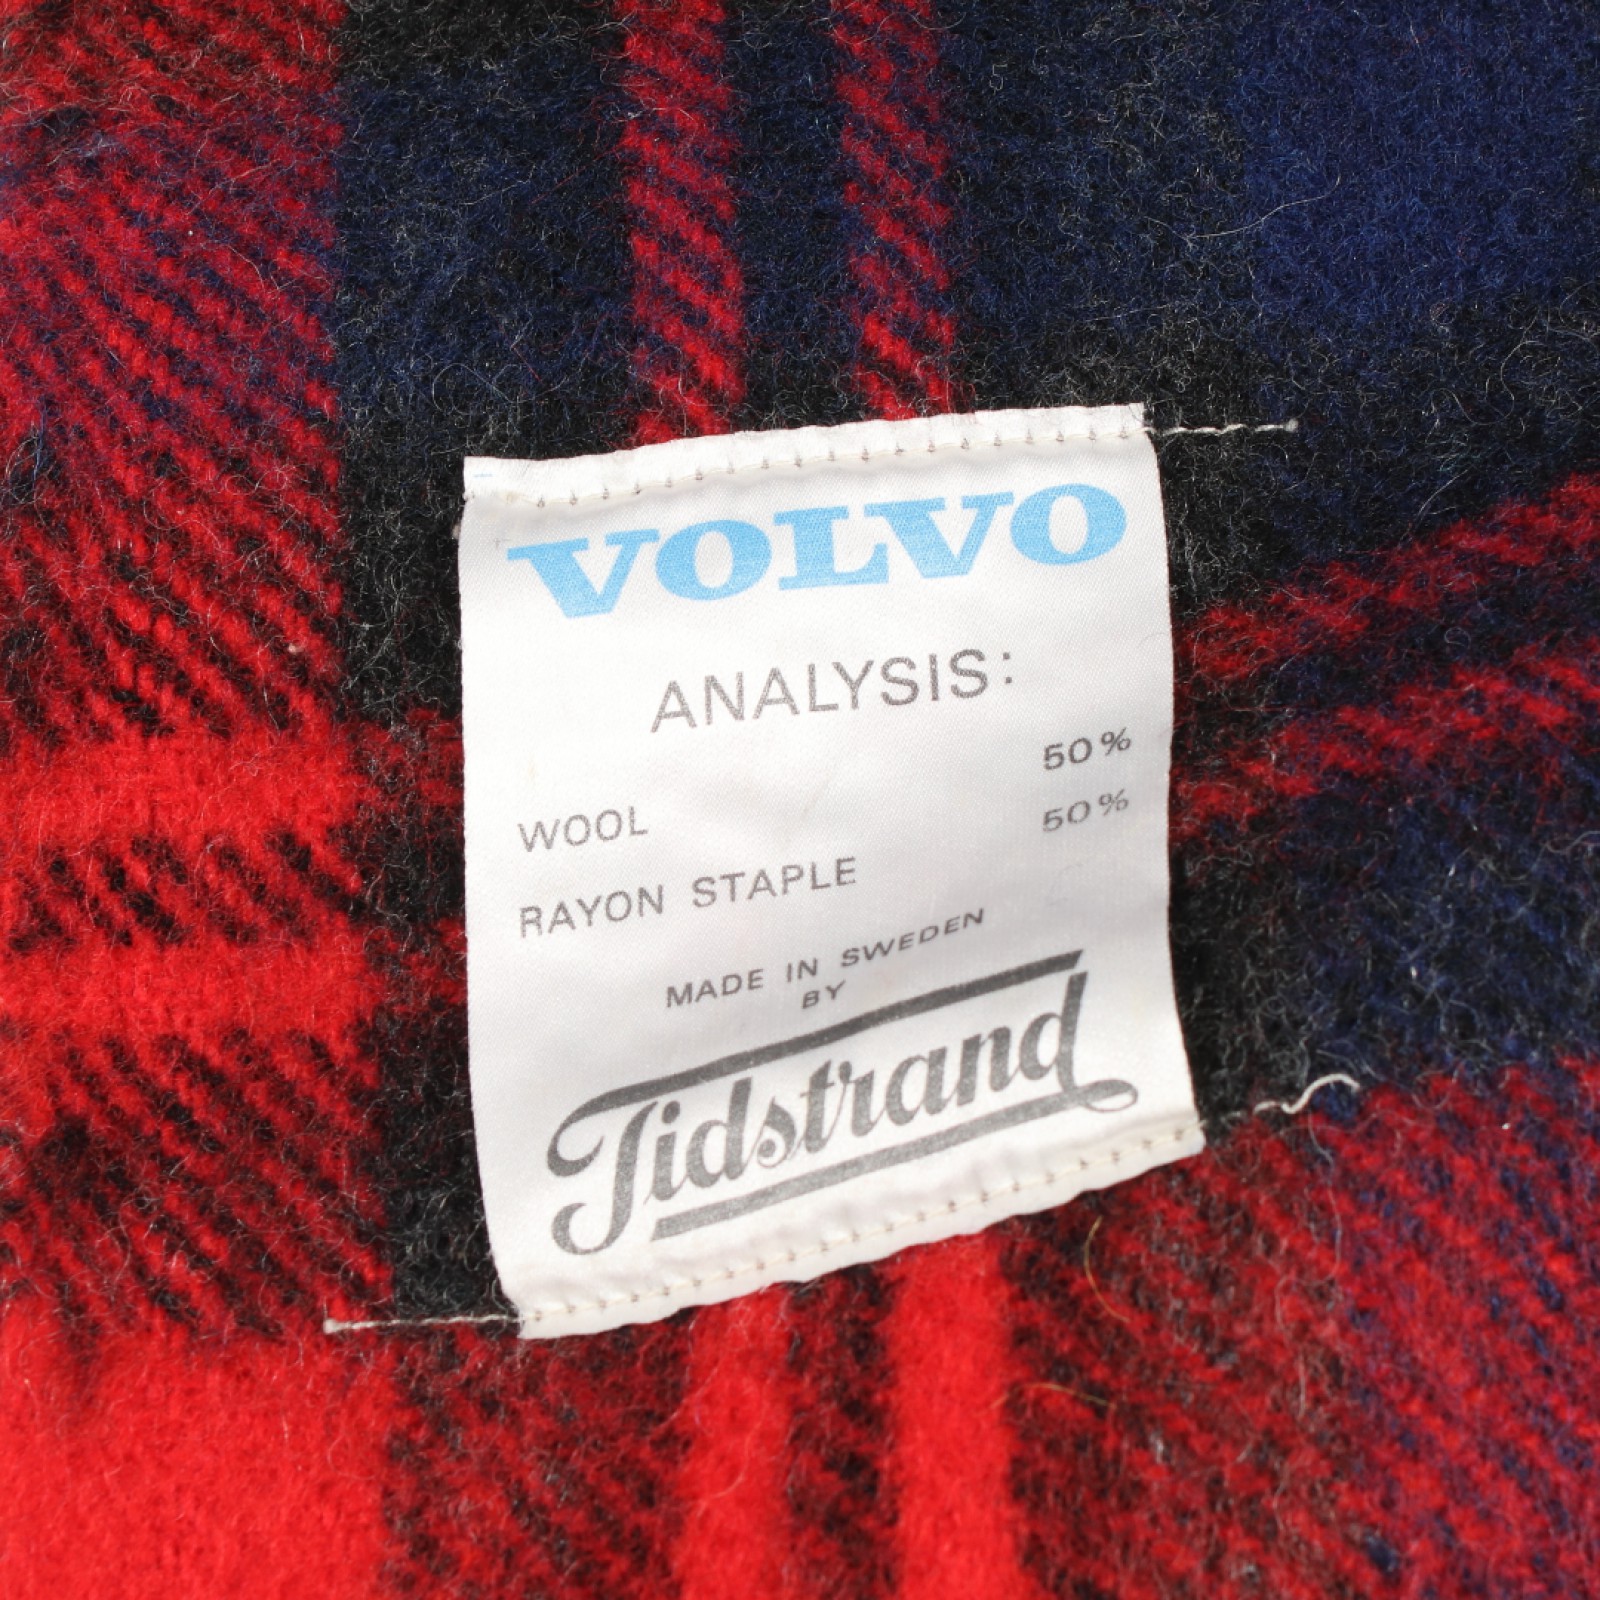 VOLVO
ANALYSIS:
WOOL 50%
RAYON STAPLE 50%
MADE IN SWEDEN
BY
Tidstrand